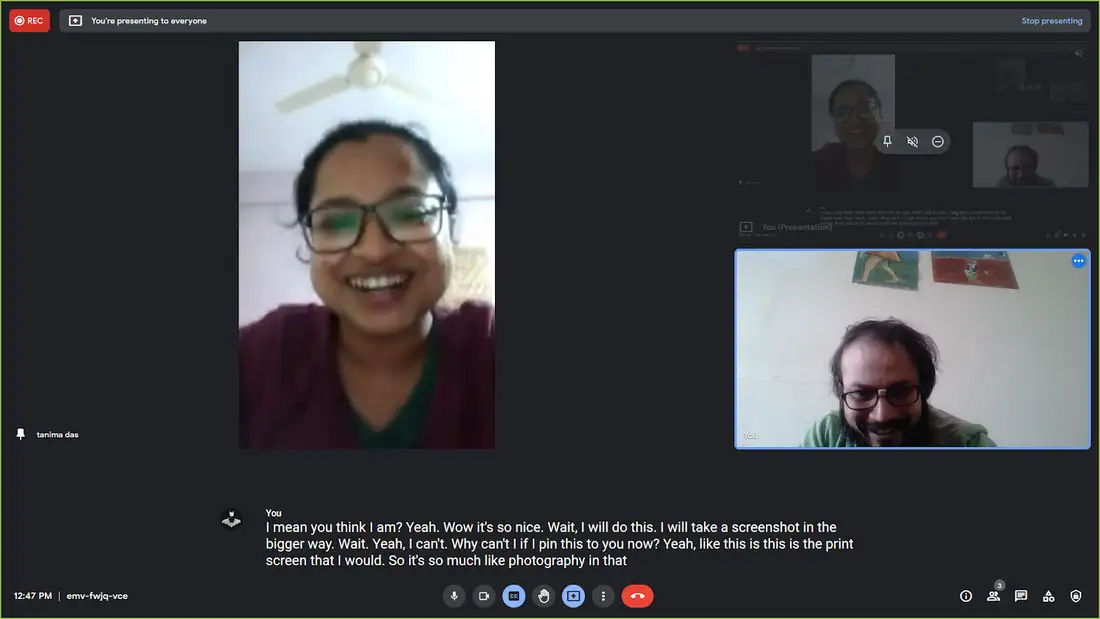 REC
You're presenting to everyone
Stop presenting
You (Presentation)
You
tanima das
You
I mean you think I am? Yeah. Wow it's so nice. Wait, I will do this. I will take a screenshot in the
bigger way. Wait. Yeah, I can't. Why can't I if I pin this to you now? Yeah, like this is this is the print
screen that I would. So it's so much like photography in that
CC
3
12:47 PM | emv-fwjq-vce